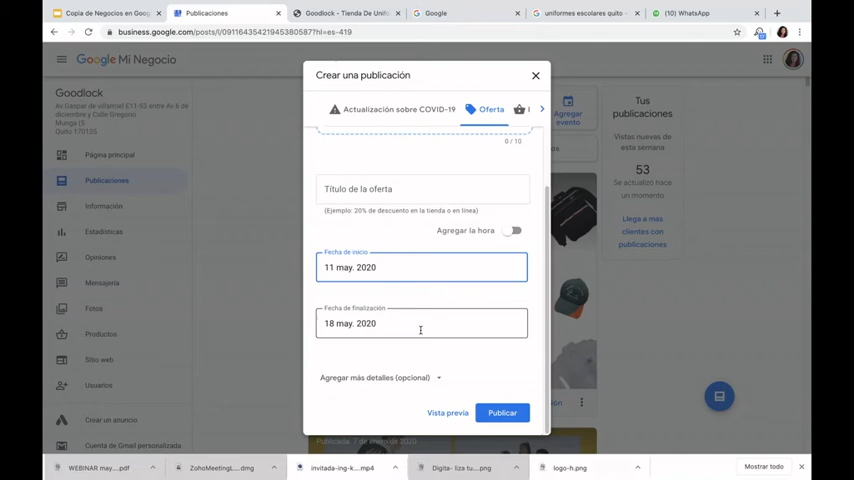 Copia de Negocios en Goog
Publicaciones
Goodlock – Tienda De Unifo
Google
uniformes escolares quito -
(5) WhatsApp
business.google.com/posts/l/09116435421945380587?hl=es-419
Google Mi Negocio
Goodlock
Av.Gaspar de villarroel E11-53 entre Av 6 de
diciembre y Calle Gregorio
Munga (5
Quito 170135
Página principal
Publicaciones
Información
Estadísticas
Opiniones
Mensajería
Fotos
Productos
Sitio web
Usuarios
Crear un anuncio
Cuenta de Gmail personalizada
Crear una publicación
Actualización sobre COVID-19
Oferta
0 / 10
Título de la oferta
(Ejemplo: 20% de descuento en la tienda o en línea)
Agregar la hora
Fecha de inicio
11 may. 2020
Fecha de finalización
18 may. 2020
Agregar más detalles (opcional)
Vista previa
Publicar
Agregar
evento
Tus
publicaciones
Vistas nuevas de
esta semana
53
Se actualizó hace
un momento
Llega a más
clientes con
publicaciones
Publicada: 7 de enero de 2020
WEBINAR may....pdf
ZohoMeetingL....dmg
invitada-ing-k....mp4
Digita- liza tu....png
logo-h.png
Mostrar todo